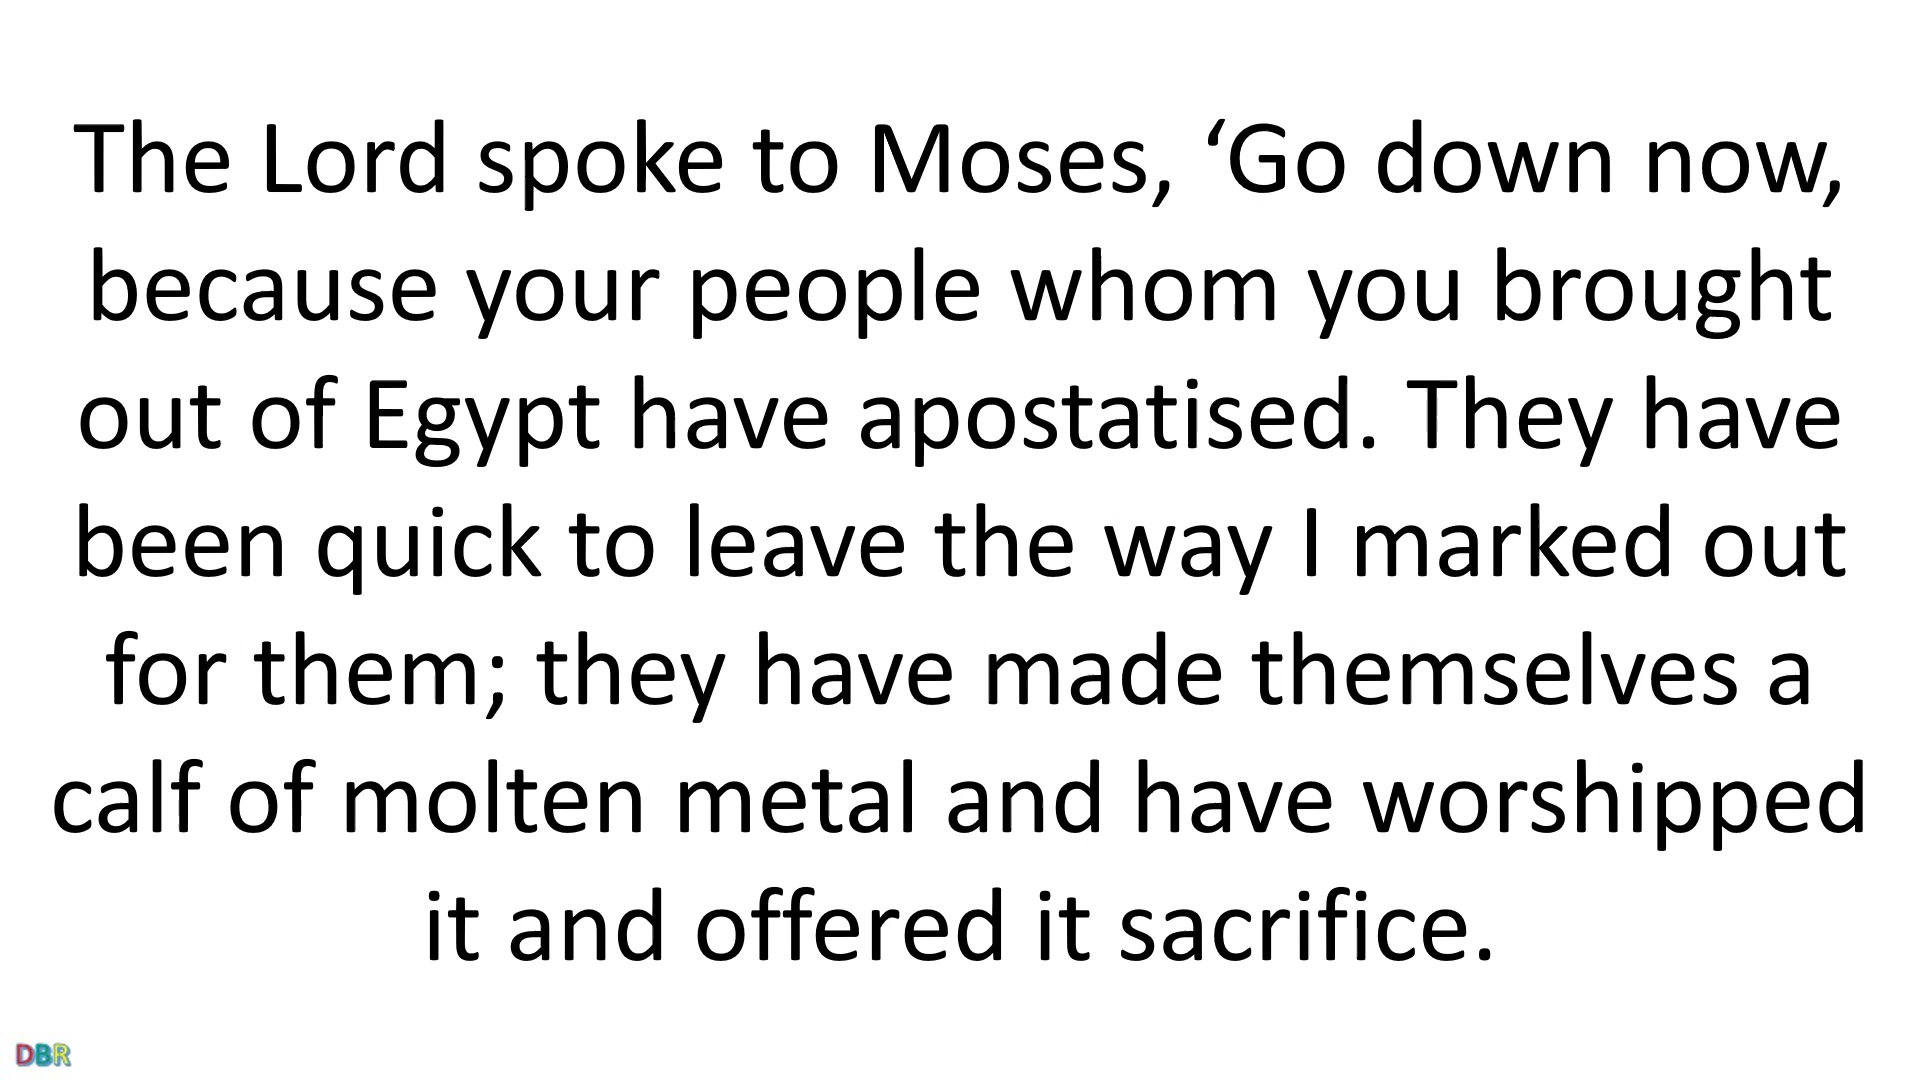 The Lord spoke to Moses, ‘Go down now,
because your people whom you brought
out of Egypt have apostatised. They have
been quick to leave the way I marked out
for them; they have made themselves a
calf of molten metal and have worshipped
it and offered it sacrifice.
DBR